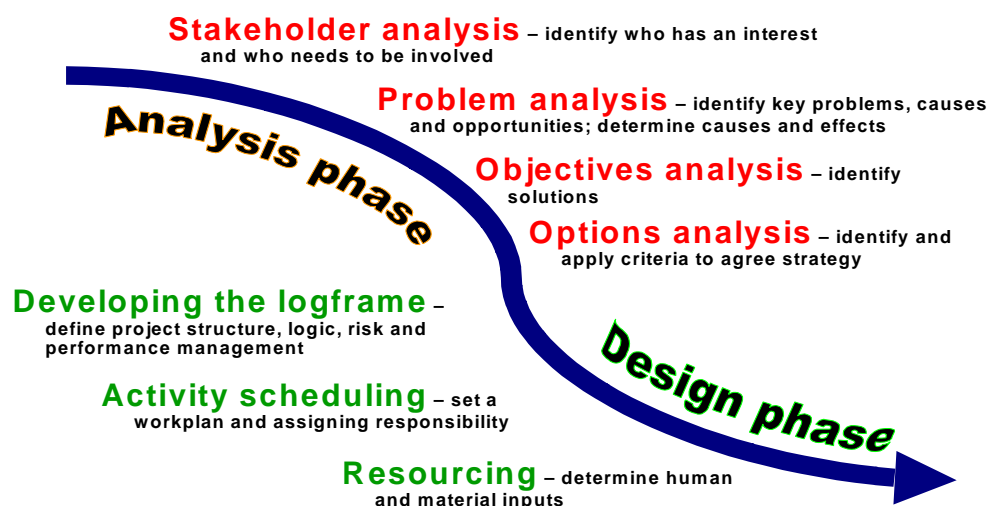 Stakeholder analysis – identify who has an interest
and who needs to be involved
Analysis phase
Problem analysis – identify key problems, causes
and opportunities; determine causes and effects
Objectives analysis – identify
solutions
Options analysis – identify and
apply criteria to agree strategy
Developing the logframe –
define project structure, logic, risk and
performance management
Design phase
Activity scheduling – set a
workplan and assigning responsibility
Resourcing – determine human
and material inputs